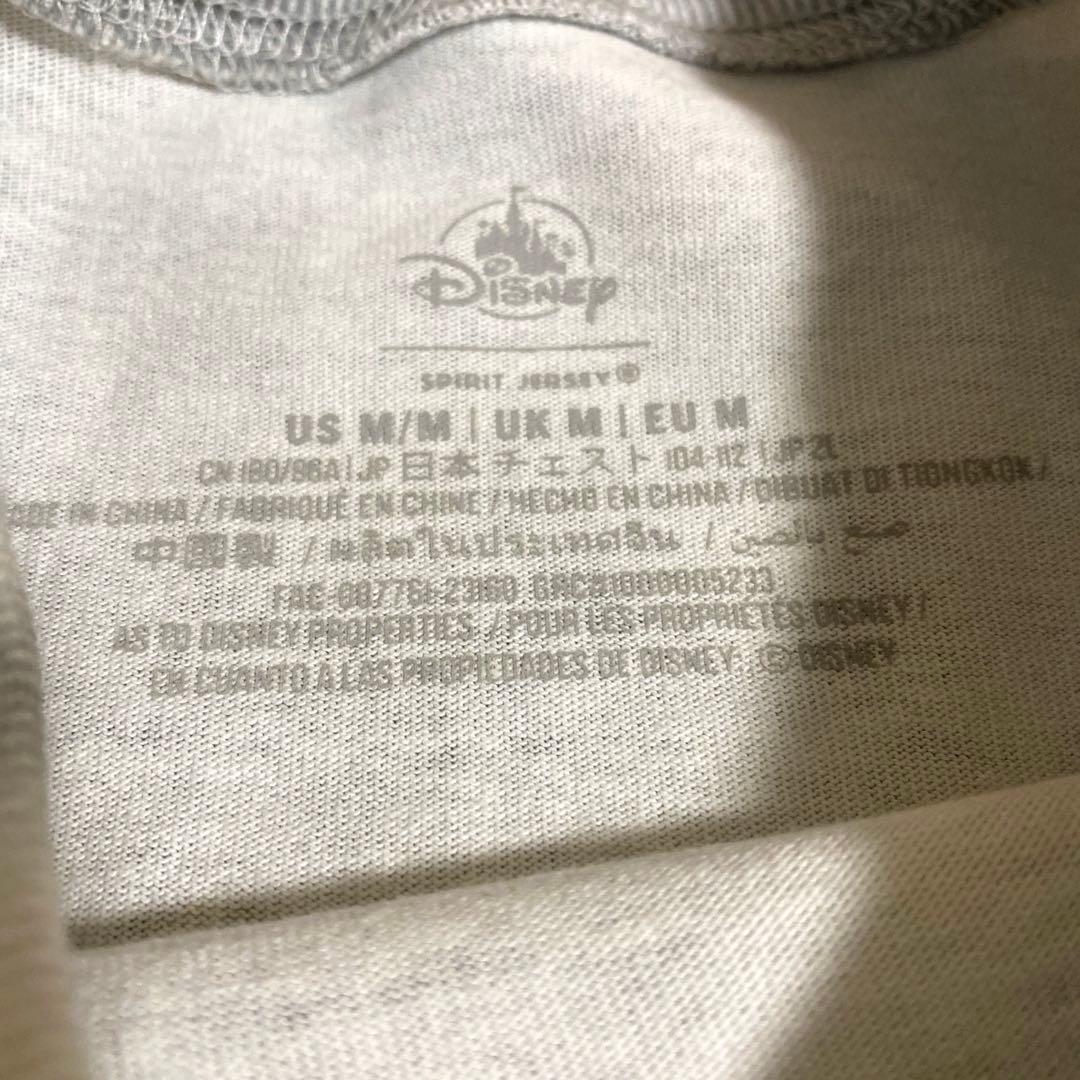 Disney
SPIRIT JERSEY®
US M/M | UK M | EU M
CN 180/96A | JP 日本 チェスト 104-112 | JP 2L
MADE IN CHINA / FABRIQUÉ EN CHINE / HECHO EN CHINA / DIBUAT DI TIONGKOK /
中國製 / ผลิตในประเทศจีน / صنع بالصين
FAC-007761-23160 GRC#1000005233
AS TO DISNEY PROPERTIES / POUR LES PROPRIETES DISNEY /
EN CUANTO A LAS PROPIEDADES DE DISNEY: © DISNEY